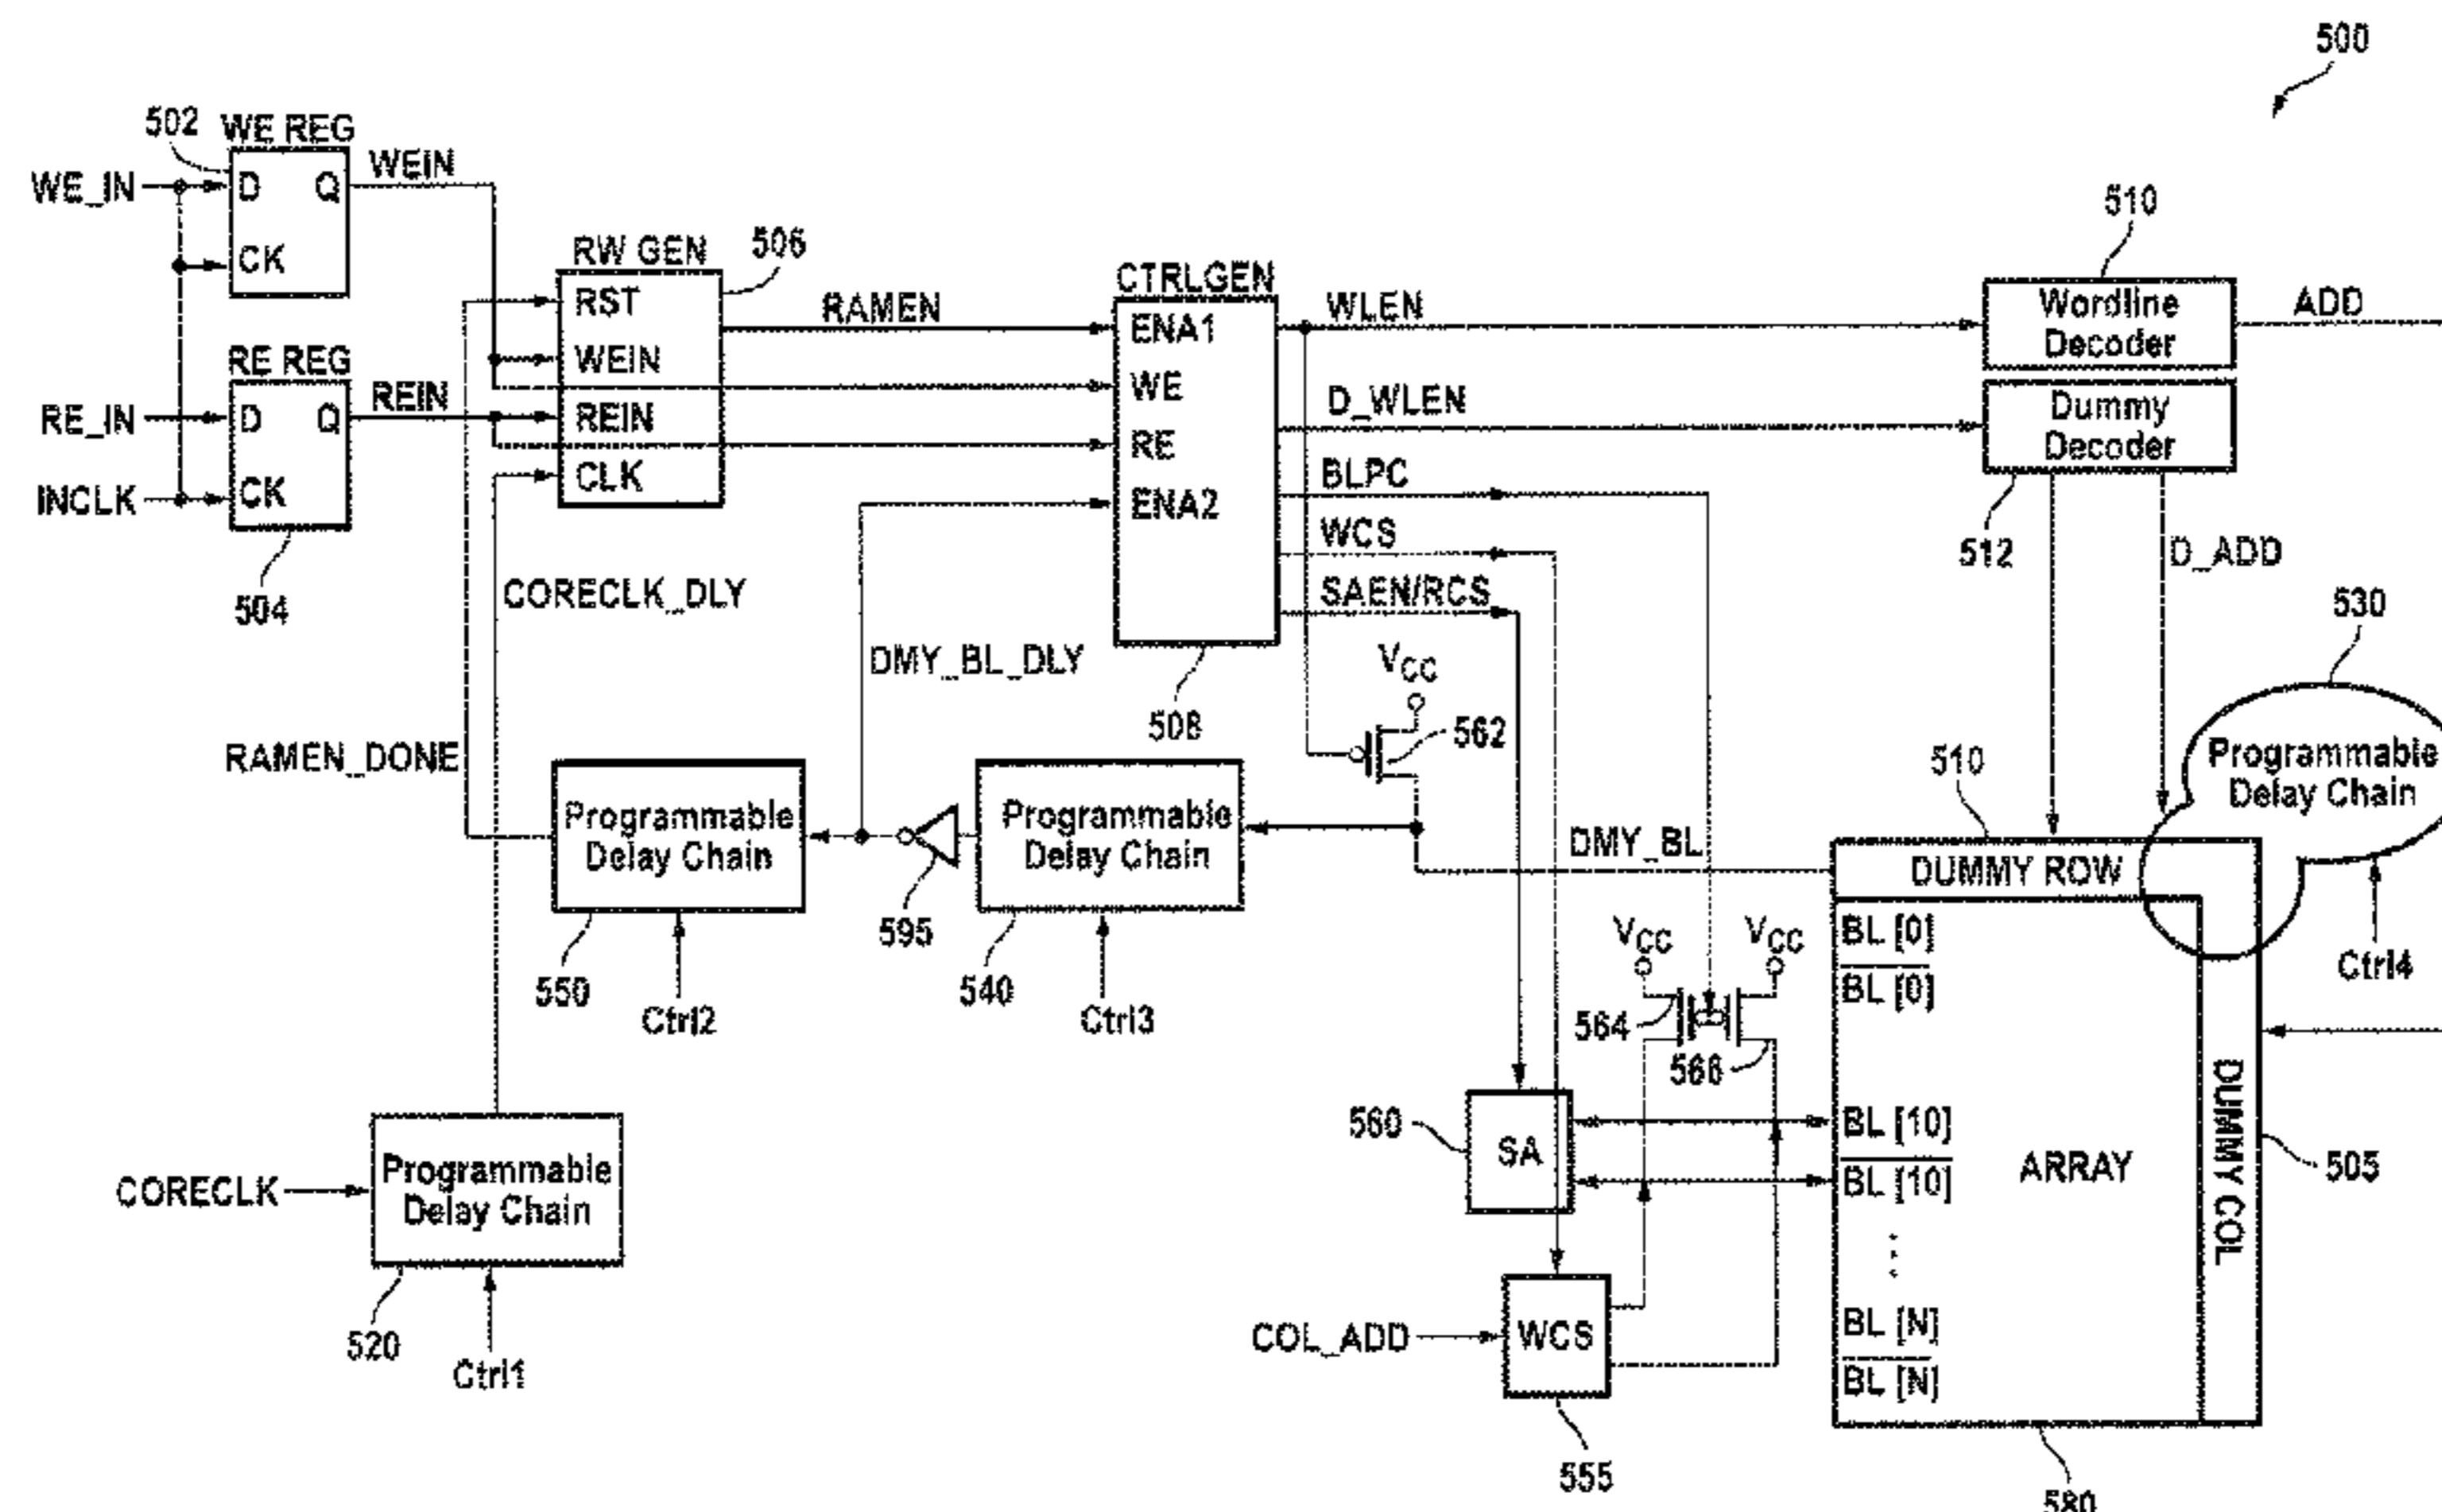 500
502
WE REG
WE_IN
D
Q
CK
WEIN
RE REG
RE_IN
D
Q
INCLK
CK
REIN
504
RW GEN
506
RST
WEIN
REIN
CLK
RAMEN
CTRLGEN
ENA1
WE
RE
ENA2
508
WLEN
D_WLEN
BLPC
WCS
SAEN/RCS
510
Wordline
Decoder
ADD
Dummy
Decoder
512
D_ADD
530
Programmable
Delay Chain
Ctrl4
CORECLK_DLY
DMY_BL_DLY
RAMEN_DONE
VCC
562
Programmable
Delay Chain
550
Ctrl2
595
Programmable
Delay Chain
540
Ctrl3
DMY_BL
510
DUMMY ROW
BL [0]
BL [0]
BL [10]
BL [10]
ARRAY
BL [N]
BL [N]
DUMMY COL
505
580
VCC
VCC
564
566
560
SA
COL_ADD
WCS
555
CORECLK
Programmable
Delay Chain
520
Ctrl1